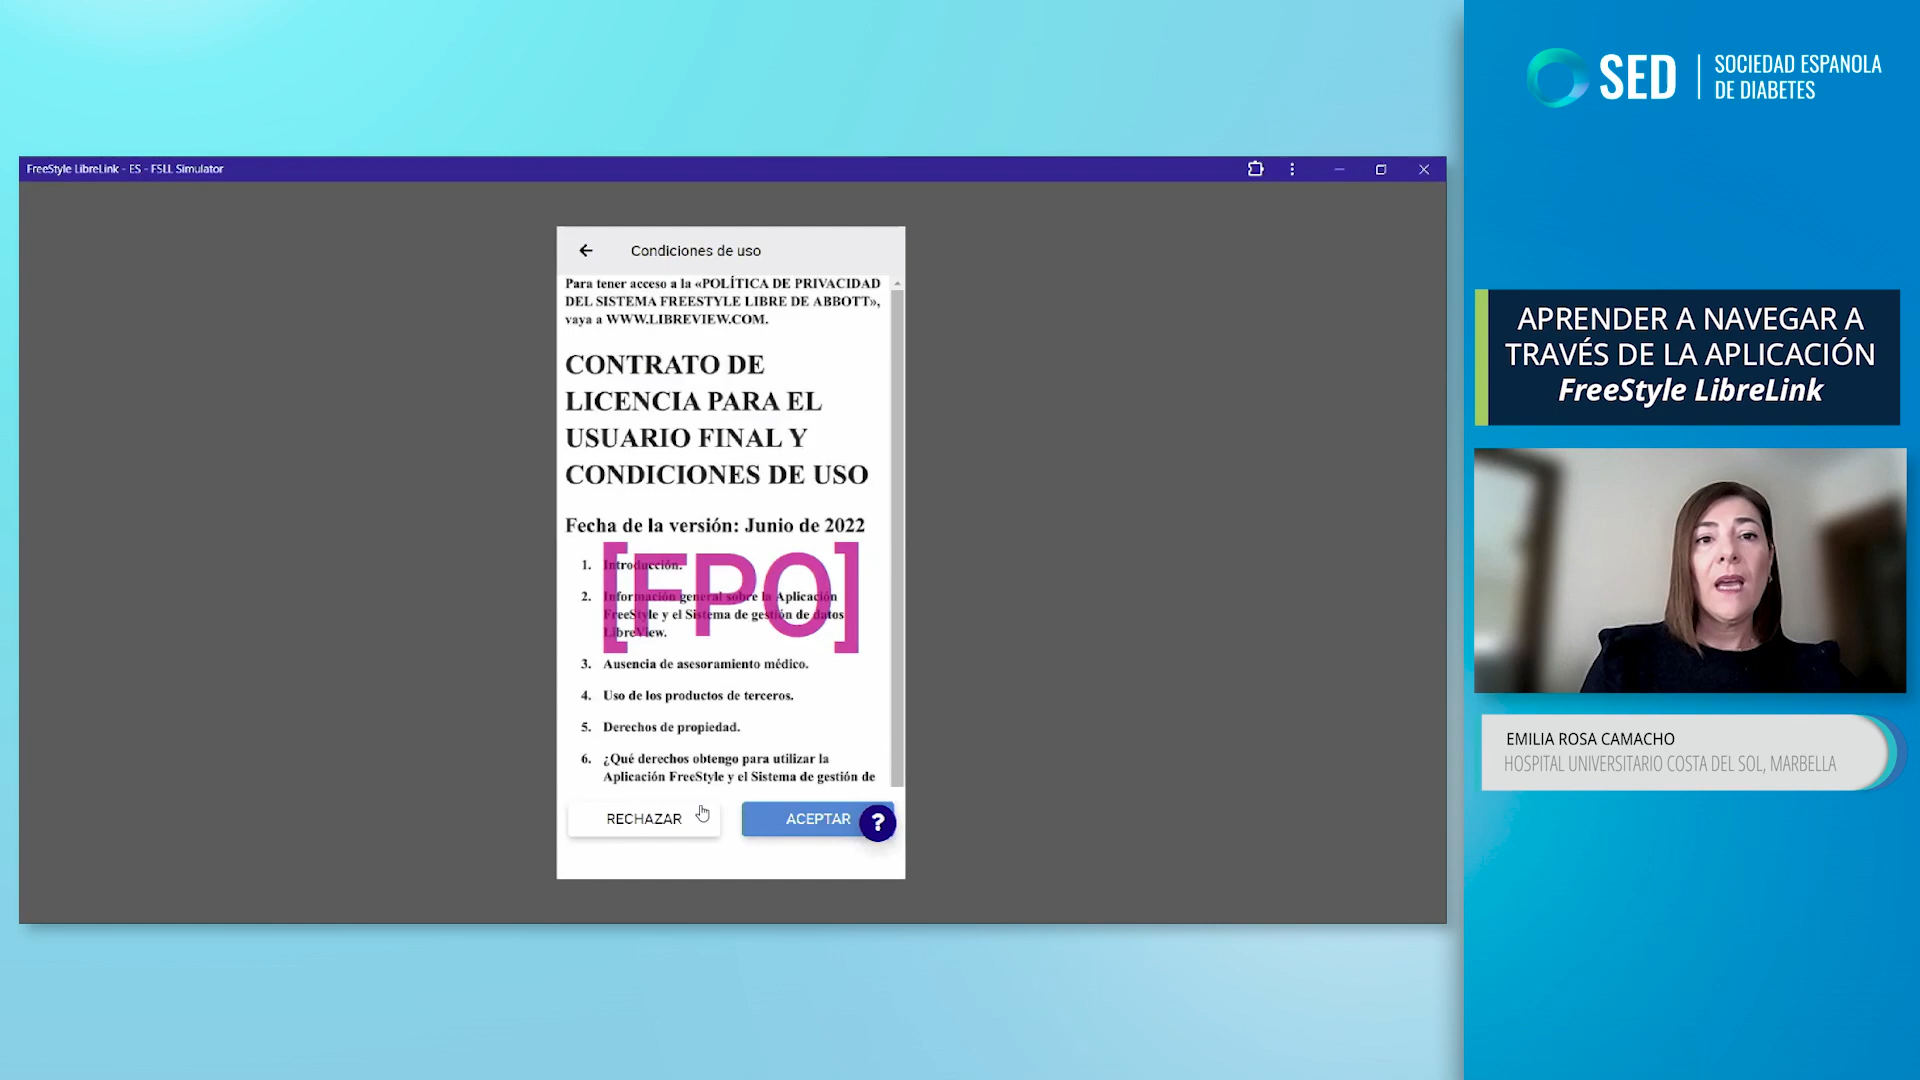 FreeStyle LibreLink - ES - FSLL Simulator
Condiciones de uso
Para tener acceso a la «POLÍTICA DE PRIVACIDAD
DEL SISTEMA FREESTYLE LIBRE DE ABBOTT»,
vaya a WWW.LIBREVIEW.COM.
CONTRATO DE
LICENCIA PARA EL
USUARIO FINAL Y
CONDICIONES DE USO
Fecha de la versión: Junio de 2022
[FPO]
1. Introducción.
2. Información general sobre la Aplicación
FreeStyle y el Sistema de gestión de datos
LibreView.
3. Ausencia de asesoramiento médico.
4. Uso de los productos de terceros.
5. Derechos de propiedad.
6. ¿Qué derechos obtengo para utilizar la
Aplicación FreeStyle y el Sistema de gestión de
RECHAZAR
ACEPTAR
?
SED
SOCIEDAD ESPAÑOLA
DE DIABETES
APRENDER A NAVEGAR A
TRAVÉS DE LA APLICACIÓN
FreeStyle LibreLink
EMILIA ROSA CAMACHO
HOSPITAL UNIVERSITARIO COSTA DEL SOL, MARBELLA